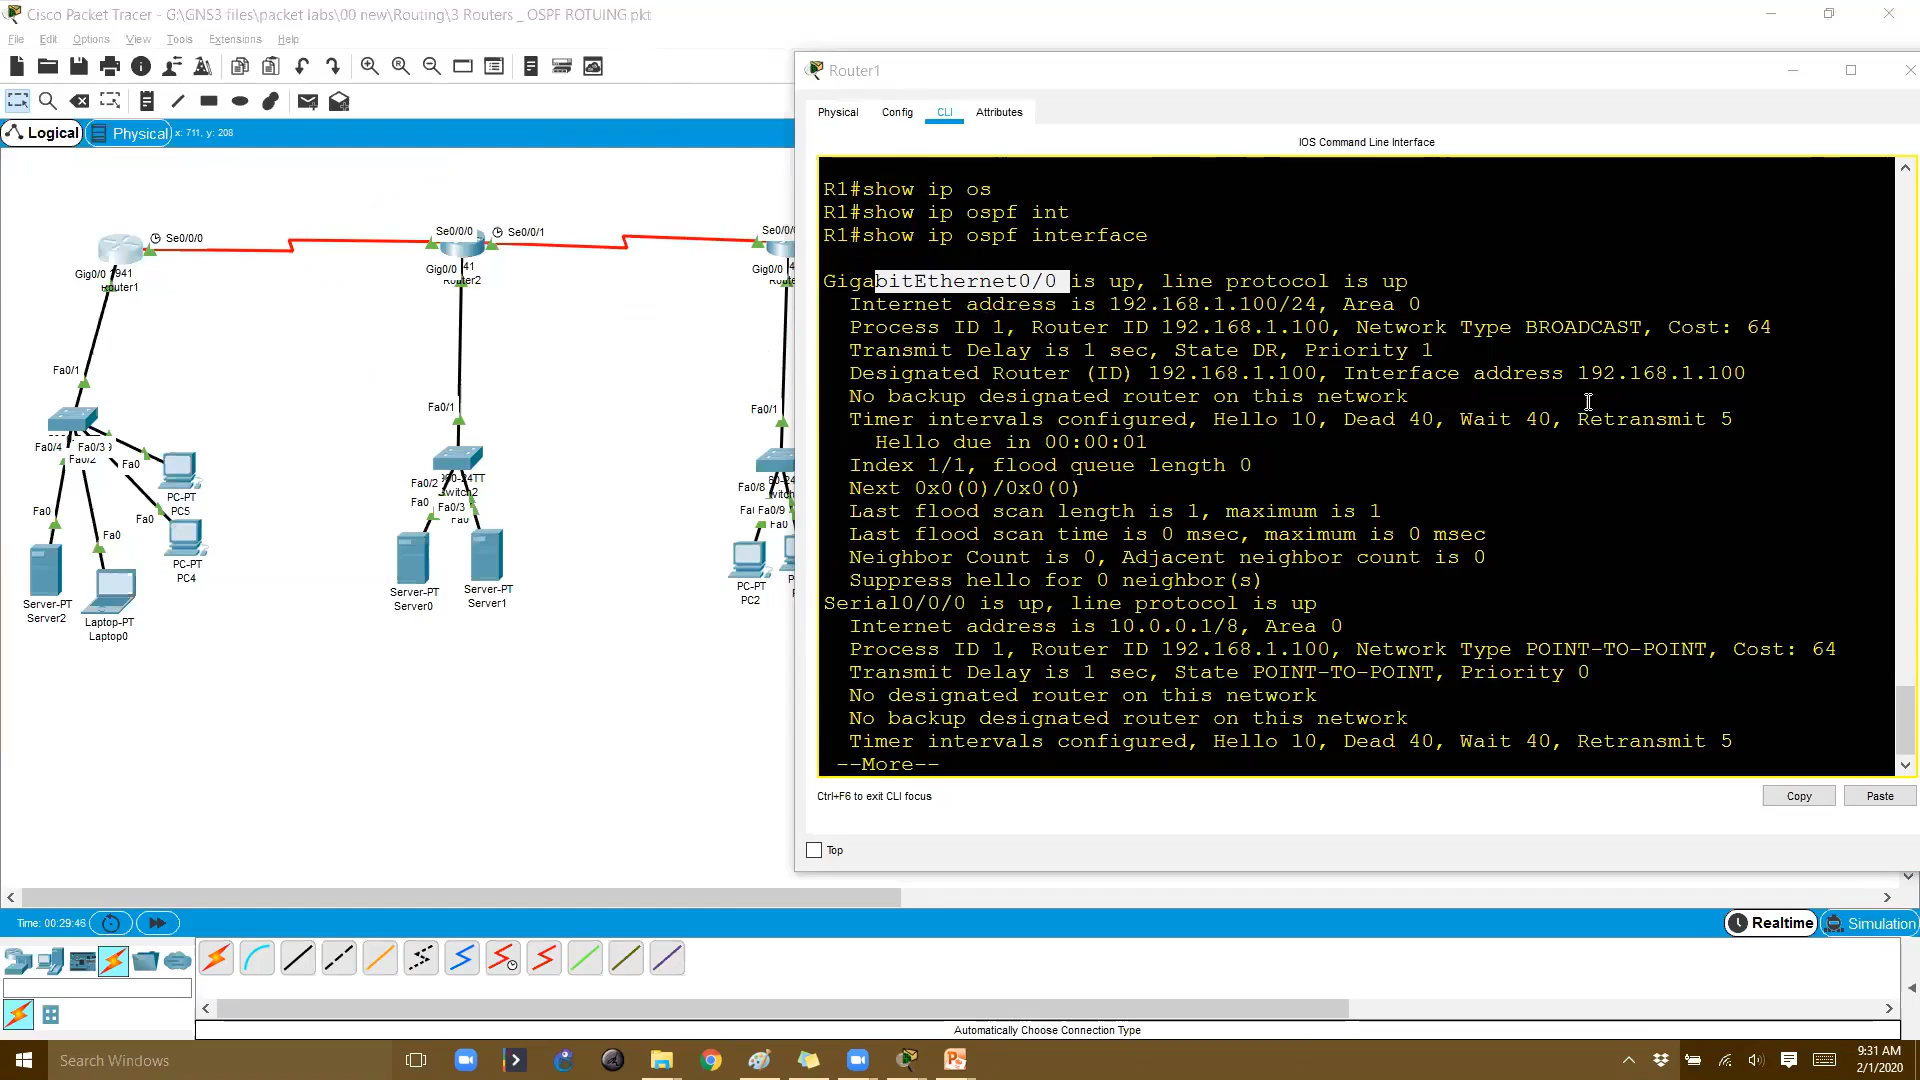 Cisco Packet Tracer - G:\GNS3 files\packet labs\00 new\Routing\3 Routers _ OSPF ROTUING.pkt
File Edit Options View Tools Extensions Help
Logical Physical x: 711, y: 208
Se0/0/0
Gig0/0
1941
Router1
Fa0/1
Fa0/4
Fa0/3
Fa0/2
Fa0
PC-PT
PC5
Fa0
Fa0
PC-PT
PC4
Fa0
Server-PT
Server2
Laptop-PT
Laptop0
Se0/0/0
Se0/0/1
Gig0/0
41
Router2
Fa0/1
Fa0/2
Fa0/3
Fa0
Fa0
Server-PT
Server0
Server-PT
Server1
Gig0/0
Fa0/1
Fa0/8
Fa0/9
Fa0
PC-PT
PC2
Router1
Physical Config CLI Attributes
IOS Command Line Interface
R1#show ip os
R1#show ip ospf int
R1#show ip ospf interface
GigabitEthernet0/0 is up, line protocol is up
Internet address is 192.168.1.100/24, Area 0
Process ID 1, Router ID 192.168.1.100, Network Type BROADCAST, Cost: 64
Transmit Delay is 1 sec, State DR, Priority 1
Designated Router (ID) 192.168.1.100, Interface address 192.168.1.100
No backup designated router on this network
Timer intervals configured, Hello 10, Dead 40, Wait 40, Retransmit 5
Hello due in 00:00:01
Index 1/1, flood queue length 0
Next 0x0(0)/0x0(0)
Last flood scan length is 1, maximum is 1
Last flood scan time is 0 msec, maximum is 0 msec
Neighbor Count is 0, Adjacent neighbor count is 0
Suppress hello for 0 neighbor(s)
Serial0/0/0 is up, line protocol is up
Internet address is 10.0.0.1/8, Area 0
Process ID 1, Router ID 192.168.1.100, Network Type POINT-TO-POINT, Cost: 64
Transmit Delay is 1 sec, State POINT-TO-POINT, Priority 0
No designated router on this network
No backup designated router on this network
Timer intervals configured, Hello 10, Dead 40, Wait 40, Retransmit 5
--More--
Ctrl+F6 to exit CLI focus
Copy Paste
Top
Time: 00:29:46
Realtime Simulation
Automatically Choose Connection Type
Search Windows
9:31 AM
2/1/2020